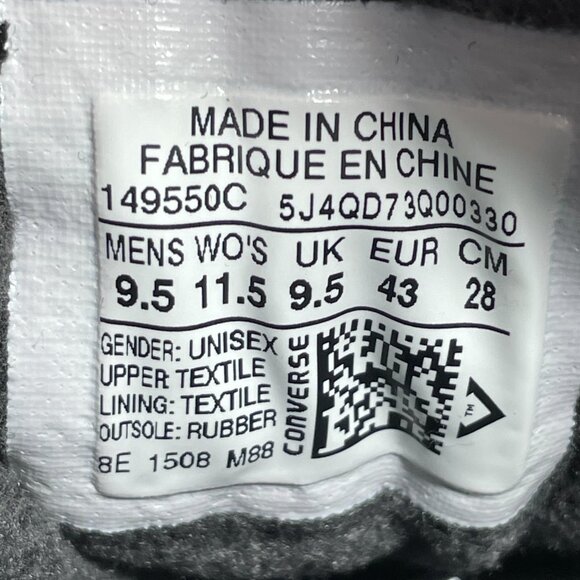 MADE IN CHINA
FABRIQUE EN CHINE
149550C 5J4QD73Q00330
MENS WO'S UK EUR CM
9.5 11.5 9.5 43 28
GENDER: UNISEX
UPPER: TEXTILE
LINING: TEXTILE
OUTSOLE: RUBBER
8E 1508 M88
CONVERSE
TM